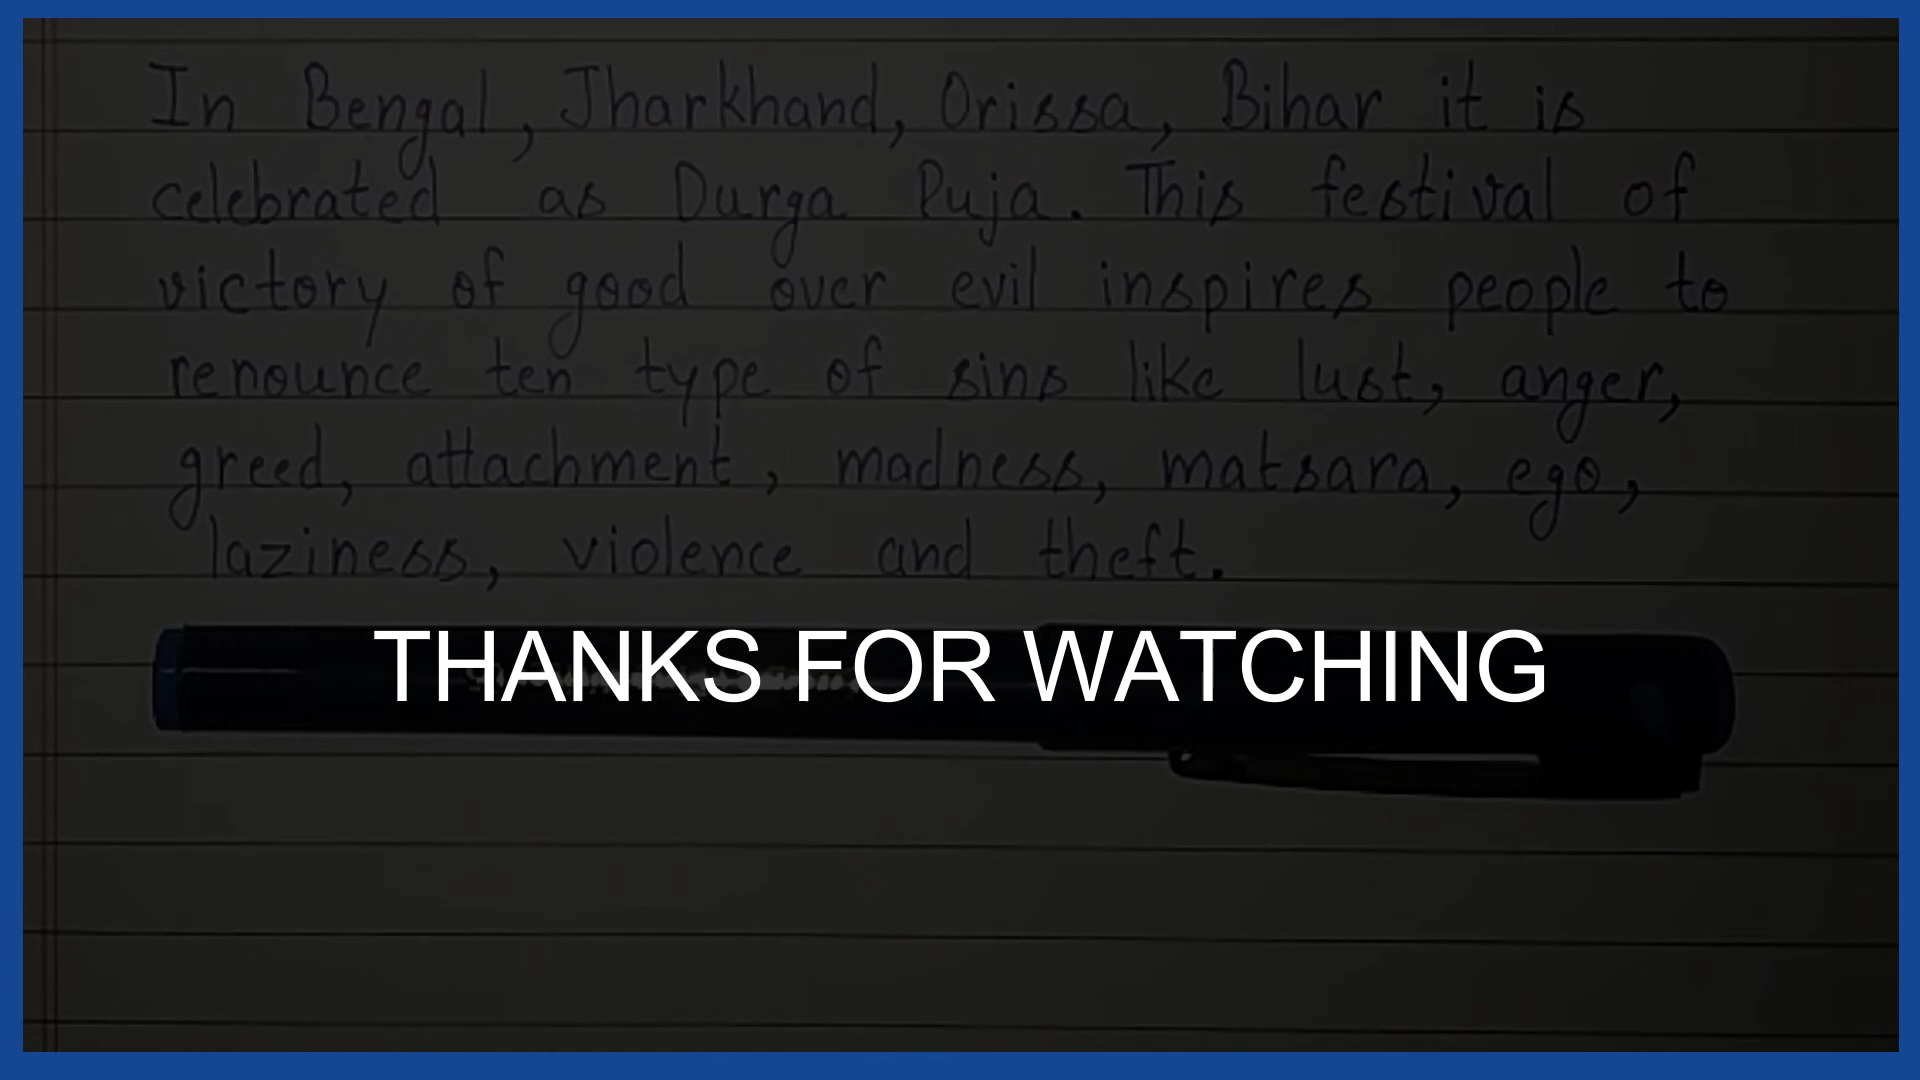 In Bengal, Jharkhand, Orissa, Bihar it is
celebrated as Durga Puja. This festival of
victory of good over evil inspires people to
renounce ten type of sins like lust, anger,
greed, attachment, madness, matsara, ego,
laziness, violence and theft.
THANKS FOR WATCHING